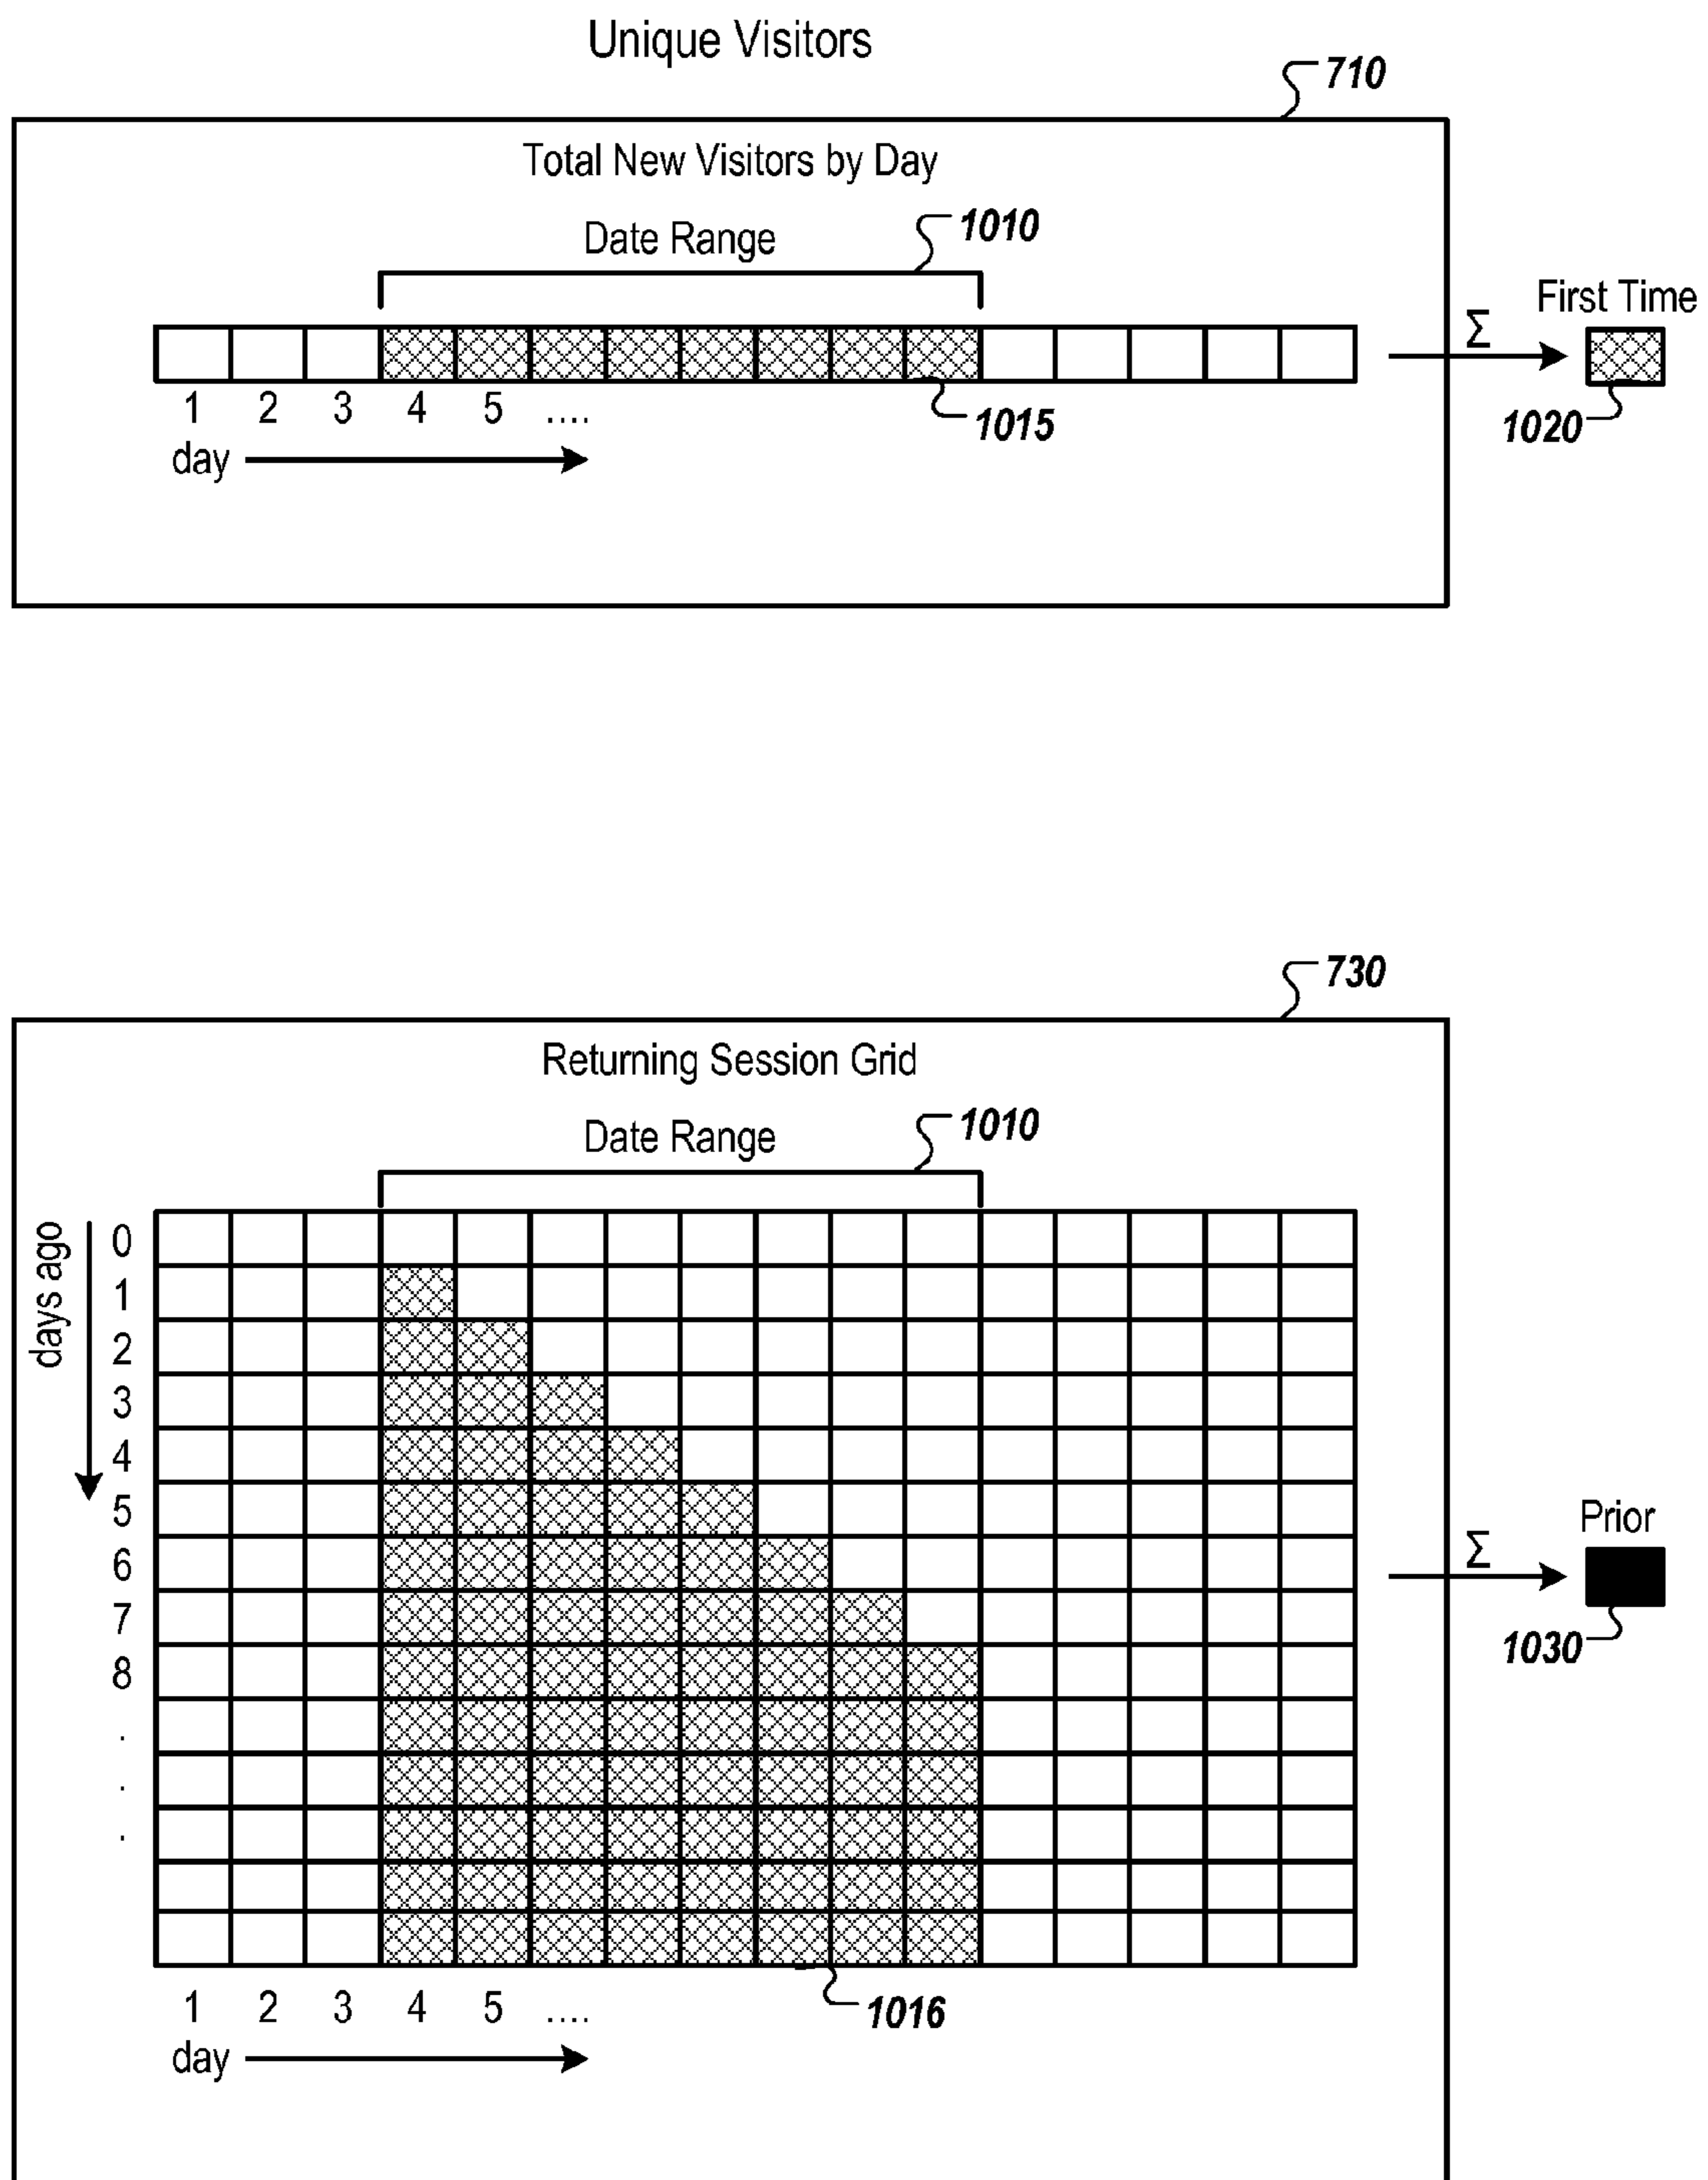 Unique Visitors
710
Total New Visitors by Day
Date Range
1010
First Time
Σ
1 2 3 4 5 ....
1015
1020
day
730
Returning Session Grid
Date Range
1010
days ago
0
1
2
3
4
5
6
7
8
.
.
.
Prior
Σ
1030
1 2 3 4 5 ....
1016
day